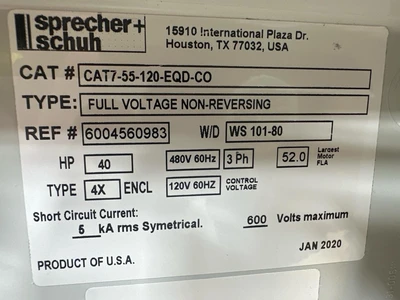 sprecher+
schuh
15910 International Plaza Dr.
Houston, TX 77032, USA
CAT # CAT7-55-120-EQD-CO
TYPE: FULL VOLTAGE NON-REVERSING
REF # 6004560983 W/D WS 101-80
HP 40 480V 60Hz 3 Ph 52.0 Largest Motor FLA
TYPE 4X ENCL 120V 60HZ CONTROL VOLTAGE
Short Circuit Current:
5 kA rms Symetrical. 600 Volts maximum
JAN 2020
PRODUCT OF U.S.A.